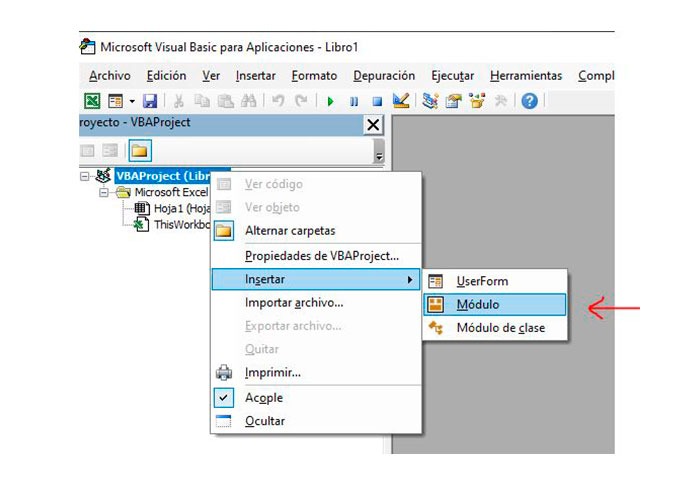 Microsoft Visual Basic para Aplicaciones - Libro1
Archivo Edición Ver Insertar Formato Depuración Ejecutar Herramientas Compl
royecto - VBAProject
VBAProject (Libr
Microsoft Excel
Hoja1 (Hoja
ThisWorkbo
Ver código
Ver objeto
Alternar carpetas
Propiedades de VBAProject...
Insertar
Importar archivo...
Exportar archivo...
Quitar
Imprimir...
Acople
Ocultar
UserForm
Módulo
Módulo de clase